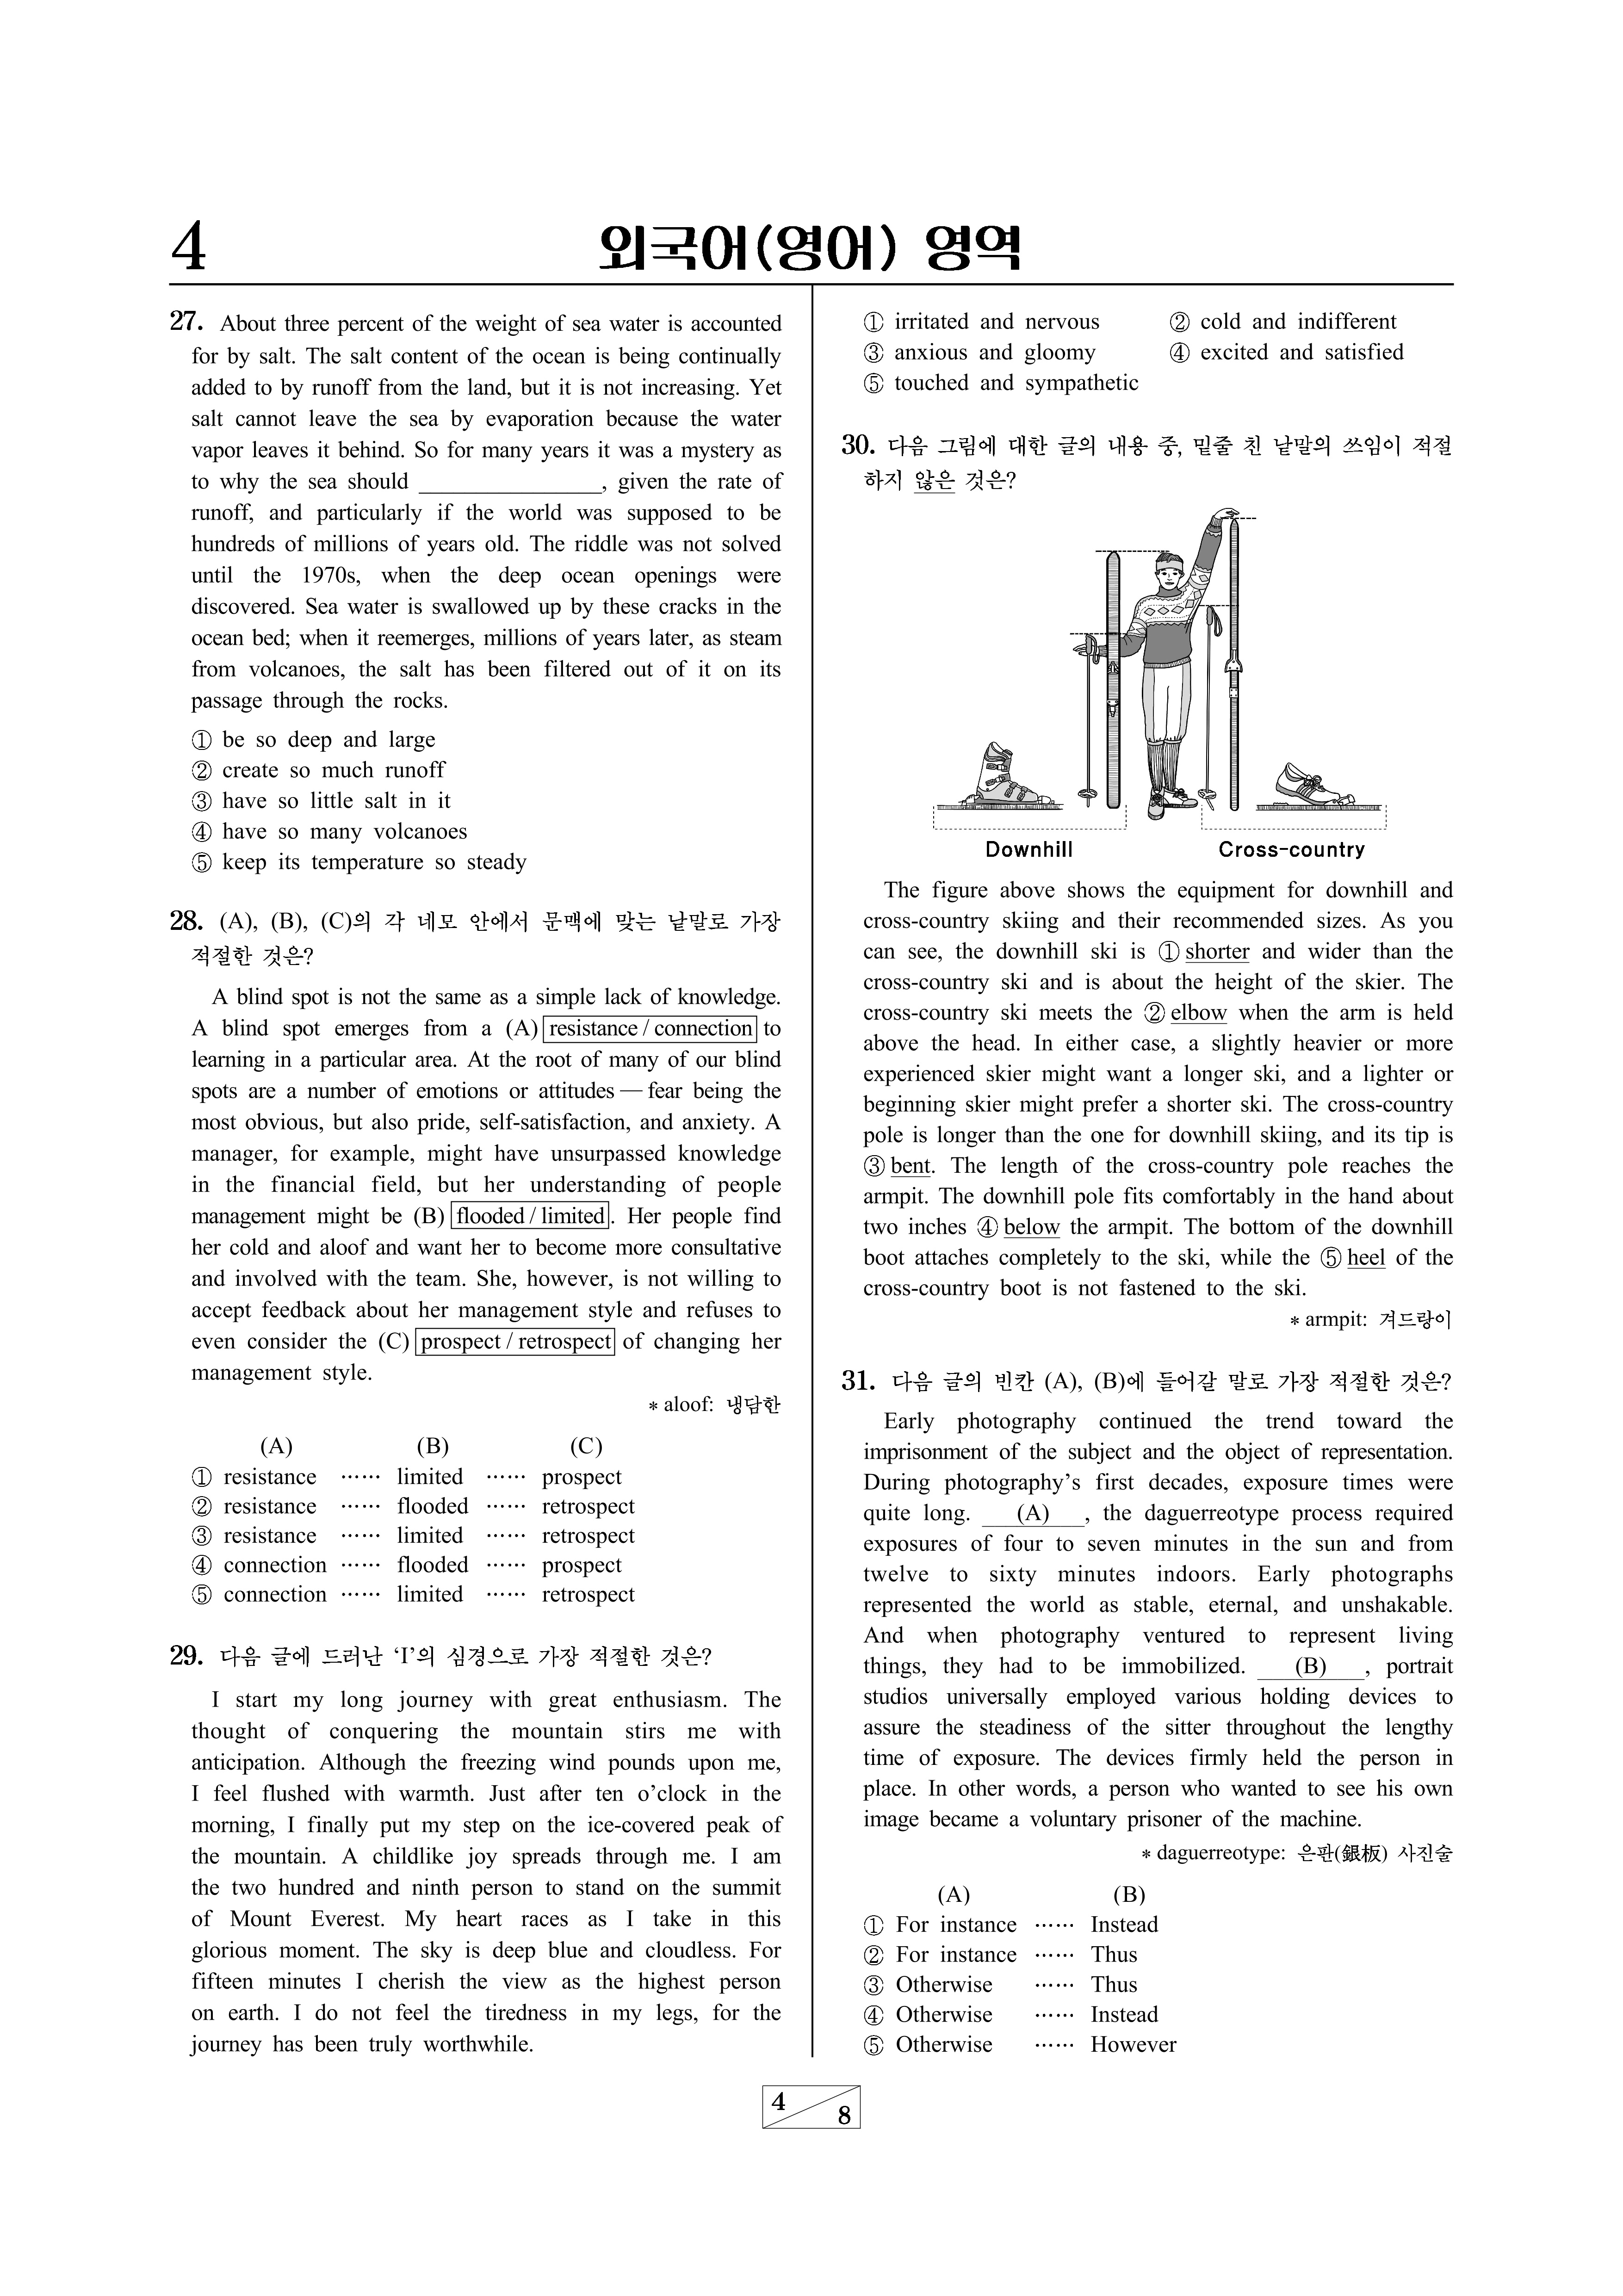 4
외국어(영어) 영역
27. About three percent of the weight of sea water is accounted
for by salt. The salt content of the ocean is being continually
added to by runoff from the land, but it is not increasing. Yet
salt cannot leave the sea by evaporation because the water
vapor leaves it behind. So for many years it was a mystery as
to why the sea should ________________, given the rate of
runoff, and particularly if the world was supposed to be
hundreds of millions of years old. The riddle was not solved
until the 1970s, when the deep ocean openings were
discovered. Sea water is swallowed up by these cracks in the
ocean bed; when it reemerges, millions of years later, as steam
from volcanoes, the salt has been filtered out of it on its
passage through the rocks.
① be so deep and large
② create so much runoff
③ have so little salt in it
④ have so many volcanoes
⑤ keep its temperature so steady
28. (A), (B), (C)의 각 네모 안에서 문맥에 맞는 낱말로 가장
적절한 것은?
A blind spot is not the same as a simple lack of knowledge.
A blind spot emerges from a (A) resistance / connection to
learning in a particular area. At the root of many of our blind
spots are a number of emotions or attitudes — fear being the
most obvious, but also pride, self-satisfaction, and anxiety. A
manager, for example, might have unsurpassed knowledge
in the financial field, but her understanding of people
management might be (B) flooded / limited. Her people find
her cold and aloof and want her to become more consultative
and involved with the team. She, however, is not willing to
accept feedback about her management style and refuses to
even consider the (C) prospect / retrospect of changing her
management style.
* aloof: 냉담한
(A) (B) (C)
① resistance …… limited …… prospect
② resistance …… flooded …… retrospect
③ resistance …… limited …… retrospect
④ connection …… flooded …… prospect
⑤ connection …… limited …… retrospect
29. 다음 글에 드러난 ‘I’의 심경으로 가장 적절한 것은?
I start my long journey with great enthusiasm. The
thought of conquering the mountain stirs me with
anticipation. Although the freezing wind pounds upon me,
I feel flushed with warmth. Just after ten o’clock in the
morning, I finally put my step on the ice-covered peak of
the mountain. A childlike joy spreads through me. I am
the two hundred and ninth person to stand on the summit
of Mount Everest. My heart races as I take in this
glorious moment. The sky is deep blue and cloudless. For
fifteen minutes I cherish the view as the highest person
on earth. I do not feel the tiredness in my legs, for the
journey has been truly worthwhile.
① irritated and nervous ② cold and indifferent
③ anxious and gloomy ④ excited and satisfied
⑤ touched and sympathetic
30. 다음 그림에 대한 글의 내용 중, 밑줄 친 낱말의 쓰임이 적절
하지 않은 것은?
Downhill Cross-country
The figure above shows the equipment for downhill and
cross-country skiing and their recommended sizes. As you
can see, the downhill ski is ① shorter and wider than the
cross-country ski and is about the height of the skier. The
cross-country ski meets the ② elbow when the arm is held
above the head. In either case, a slightly heavier or more
experienced skier might want a longer ski, and a lighter or
beginning skier might prefer a shorter ski. The cross-country
pole is longer than the one for downhill skiing, and its tip is
③ bent. The length of the cross-country pole reaches the
armpit. The downhill pole fits comfortably in the hand about
two inches ④ below the armpit. The bottom of the downhill
boot attaches completely to the ski, while the ⑤ heel of the
cross-country boot is not fastened to the ski.
* armpit: 겨드랑이
31. 다음 글의 빈칸 (A), (B)에 들어갈 말로 가장 적절한 것은?
Early photography continued the trend toward the
imprisonment of the subject and the object of representation.
During photography’s first decades, exposure times were
quite long. ___(A)___, the daguerreotype process required
exposures of four to seven minutes in the sun and from
twelve to sixty minutes indoors. Early photographs
represented the world as stable, eternal, and unshakable.
And when photography ventured to represent living
things, they had to be immobilized. ___(B)___, portrait
studios universally employed various holding devices to
assure the steadiness of the sitter throughout the lengthy
time of exposure. The devices firmly held the person in
place. In other words, a person who wanted to see his own
image became a voluntary prisoner of the machine.
* daguerreotype: 은판(銀板) 사진술
(A) (B)
① For instance …… Instead
② For instance …… Thus
③ Otherwise …… Thus
④ Otherwise …… Instead
⑤ Otherwise …… However
4
8